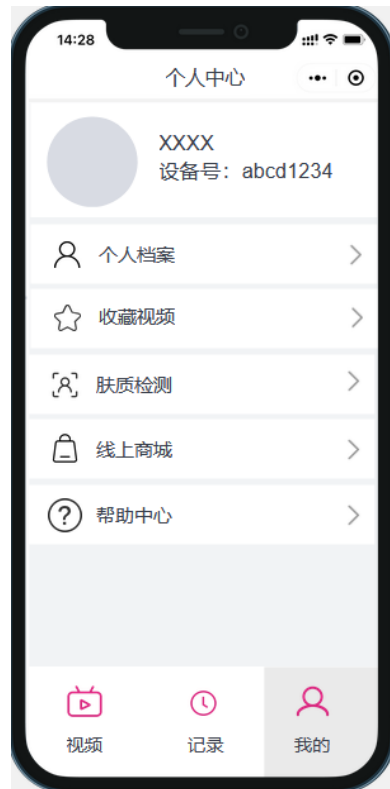 14:28
个人中心
XXXX
设备号：abcd1234
个人档案
收藏视频
肤质检测
线上商城
帮助中心
视频 记录 我的